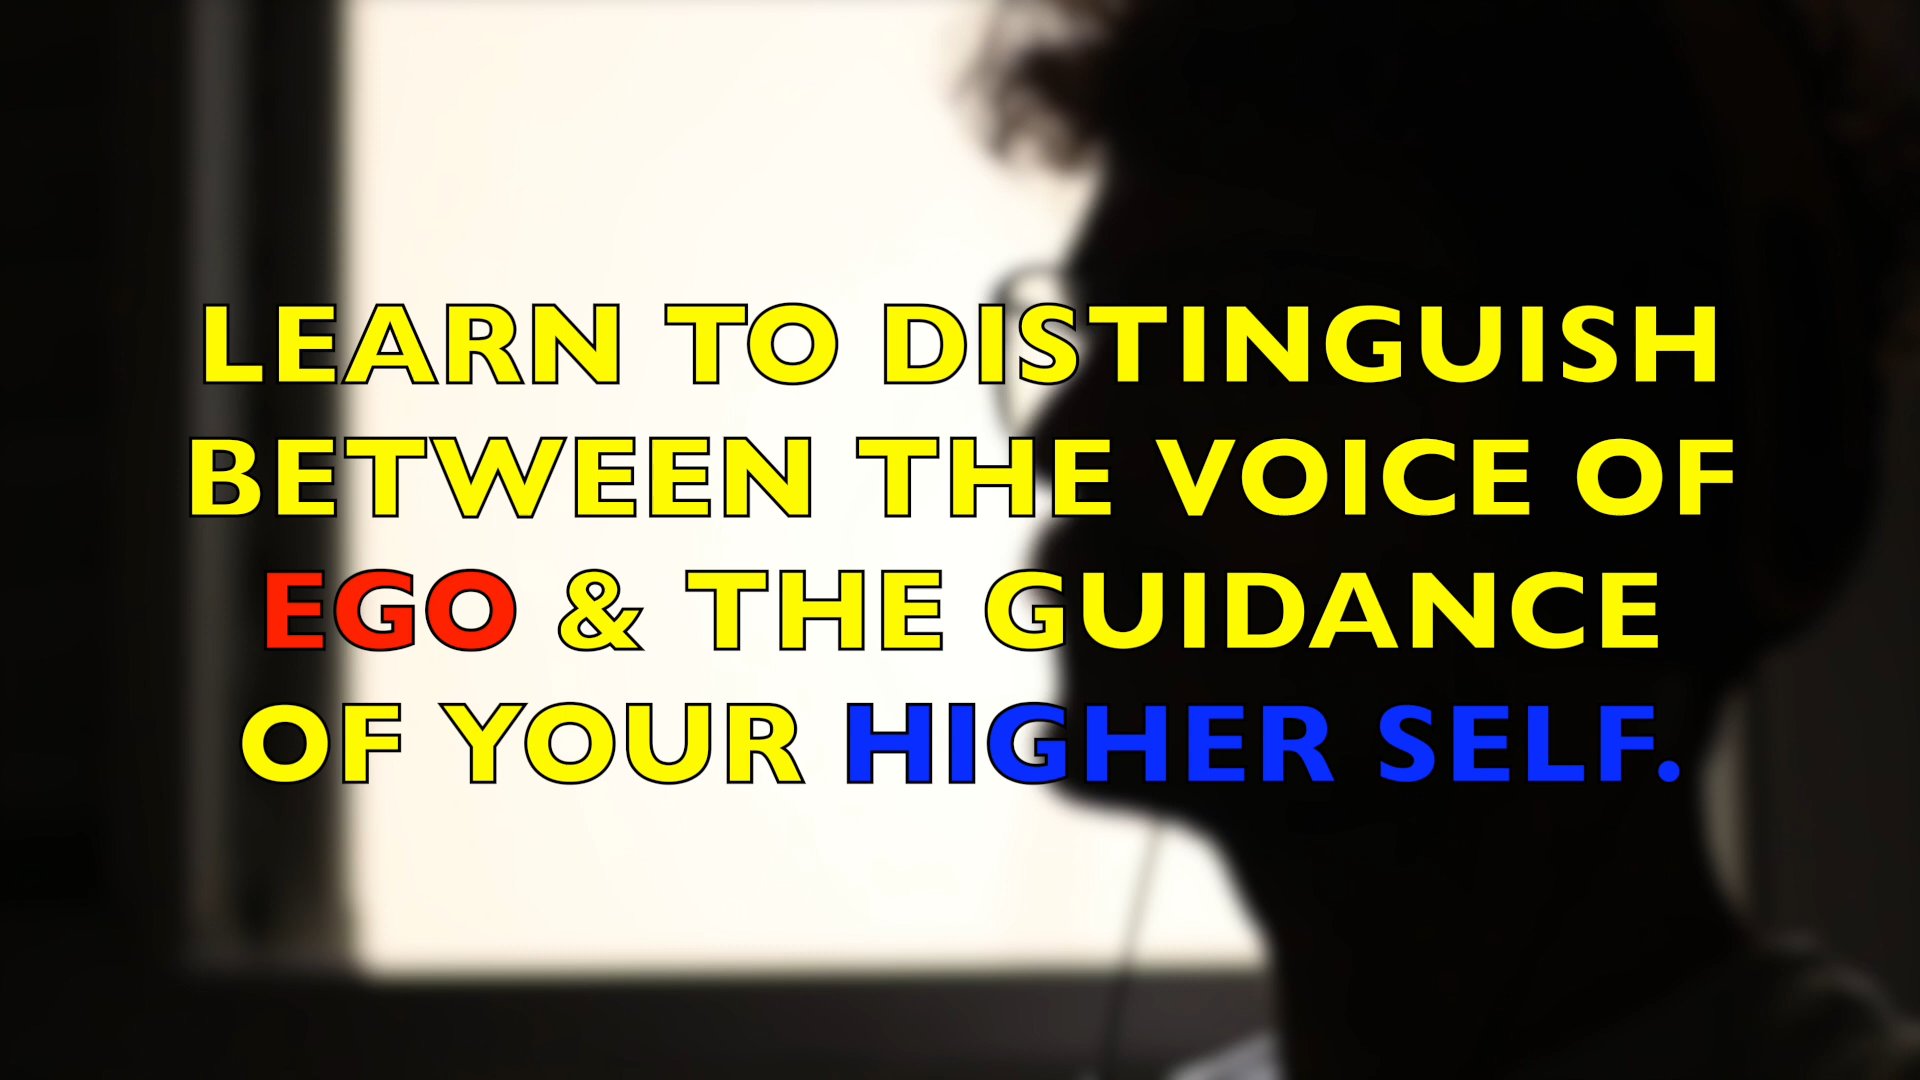 LEARN TO DISTINGUISH
BETWEEN THE VOICE OF
EGO & THE GUIDANCE
OF YOUR HIGHER SELF.